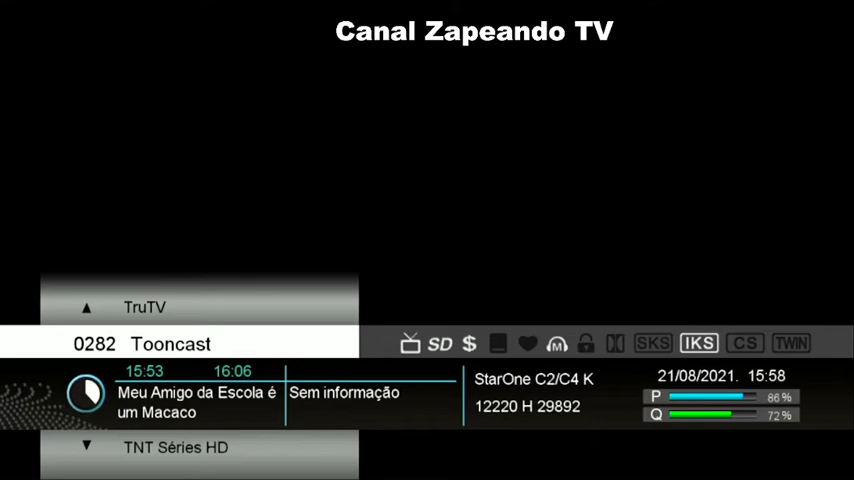 Canal Zapeando TV
TruTV
0282 Tooncast SD $ M SKS IKS CS TWIN
15:53 16:06
Meu Amigo da Escola é
um Macaco
Sem informação
StarOne C2/C4 K
12220 H 29892
21/08/2021. 15:58
P 86%
Q 72%
TNT Séries HD